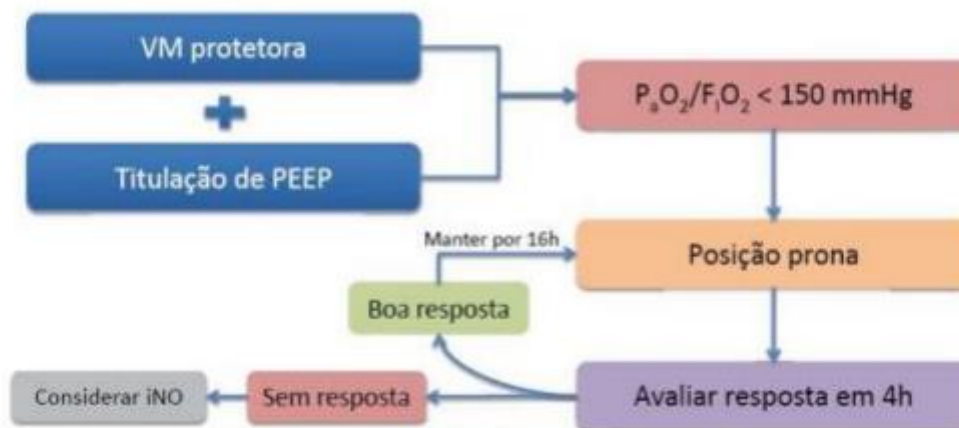 VM protetora
Titulação de PEEP
PₐO₂/FᵢO₂ < 150 mmHg
Manter por 16h
Posição prona
Boa resposta
Considerar iNO
Sem resposta
Avaliar resposta em 4h